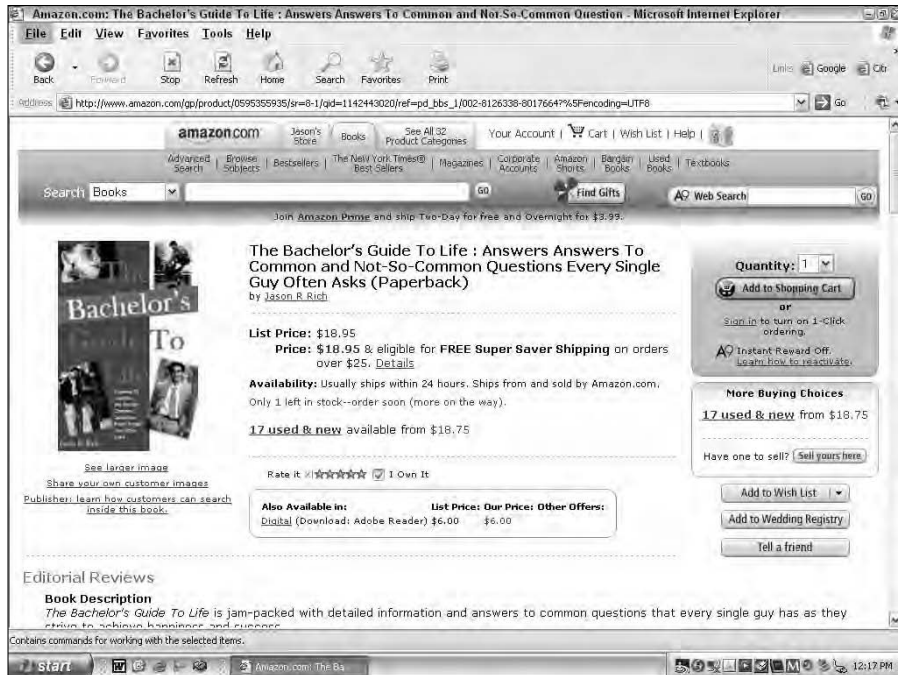 Amazon.com: The Bachelor's Guide To Life : Answers Answers To Common and Not-So-Common Question - Microsoft Internet Explorer
File Edit View Favorites Tools Help
Back Forward Stop Refresh Home Search Favorites Print Links Google Citi
Address http://www.amazon.com/gp/product/0595355935/sr=8-1/qid=1142443020/ref=pd_bbs_1/002-8126338-8017664?%5Fencoding=UTF8 Go
amazon.com Jason's Store Books See All 32 Product Categories Your Account | Cart | Wish List | Help |
Advanced Search | Browse Subjects | Bestsellers | The New York Times® Best Sellers | Magazines | Corporate Accounts | Amazon Shorts | Bargain Books | Used Books | Textbooks
Search Books GO Find Gifts A9 Web Search GO
Join Amazon Prime and ship Two-Day for free and Overnight for $3.99.
The Bachelor's Guide To Life : Answers Answers To
Common and Not-So-Common Questions Every Single
Guy Often Asks (Paperback)
by Jason R Rich
The
Bachelor's
Guide To
List Price: $18.95
Price: $18.95 & eligible for FREE Super Saver Shipping on orders
over $25. Details
Availability: Usually ships within 24 hours. Ships from and sold by Amazon.com.
Only 1 left in stock--order soon (more on the way).
17 used & new available from $18.75
See larger image
Share your own customer images
Publisher: learn how customers can search
inside this book.
Rate it I Own It
Also Available in: List Price: Our Price: Other Offers:
Digital (Download: Adobe Reader) $6.00 $6.00
Quantity: 1
Add to Shopping Cart
or
Sign in to turn on 1-Click
ordering.
A9 Instant Reward Off.
Learn how to reactivate.
More Buying Choices
17 used & new from $18.75
Have one to sell? Sell yours here
Add to Wish List
Add to Wedding Registry
Tell a friend
Editorial Reviews
Book Description
The Bachelor's Guide To Life is jam-packed with detailed information and answers to common questions that every single guy has as they
strive to achieve happiness and success
Contains commands for working with the selected items.
start Amazon.com: The Ba... 12:17 PM